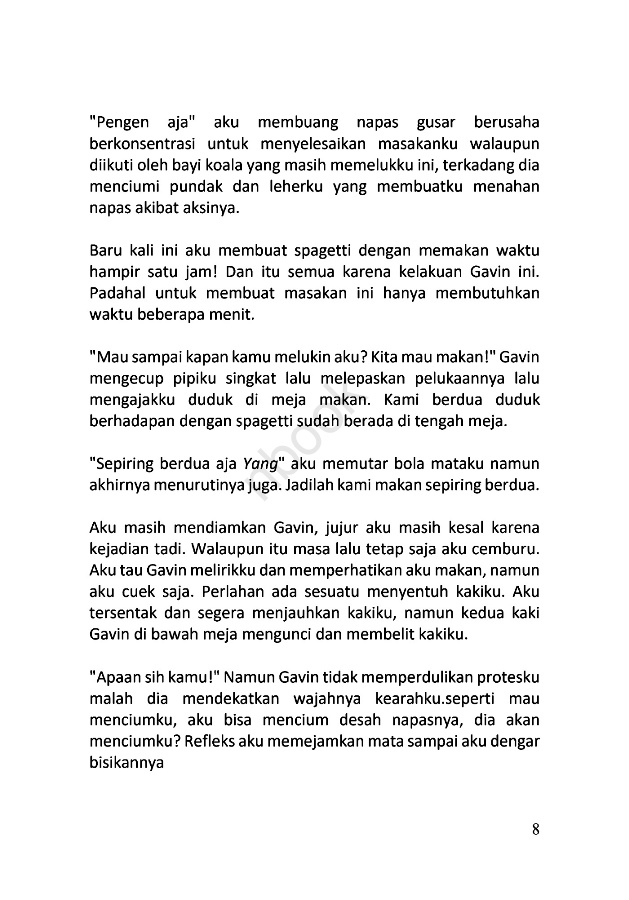 "Pengen aja" aku membuang napas gusar berusaha
berkonsentrasi untuk menyelesaikan masakanku walaupun
diikuti oleh bayi koala yang masih memelukku ini, terkadang dia
menciumi pundak dan leherku yang membuatku menahan
napas akibat aksinya.
Baru kali ini aku membuat spagetti dengan memakan waktu
hampir satu jam! Dan itu semua karena kelakuan Gavin ini.
Padahal untuk membuat masakan ini hanya membutuhkan
waktu beberapa menit.
"Mau sampai kapan kamu melukin aku? Kita mau makan!" Gavin
mengecup pipiku singkat lalu melepaskan pelukaannya lalu
mengajakku duduk di meja makan. Kami berdua duduk
berhadapan dengan spagetti sudah berada di tengah meja.
"Sepiring berdua aja Yang" aku memutar bola mataku namun
akhirnya menurutinya juga. Jadilah kami makan sepiring berdua.
Aku masih mendiamkan Gavin, jujur aku masih kesal karena
kejadian tadi. Walaupun itu masa lalu tetap saja aku cemburu.
Aku tau Gavin melirikku dan memperhatikan aku makan, namun
aku cuek saja. Perlahan ada sesuatu menyentuh kakiku. Aku
tersentak dan segera menjauhkan kakiku, namun kedua kaki
Gavin di bawah meja mengunci dan membelit kakiku.
"Apaan sih kamu!" Namun Gavin tidak memperdulikan protesku
malah dia mendekatkan wajahnya kearahku.seperti mau
menciumku, aku bisa mencium desah napasnya, dia akan
menciumku? Refleks aku memejamkan mata sampai aku dengar
bisikannya
8